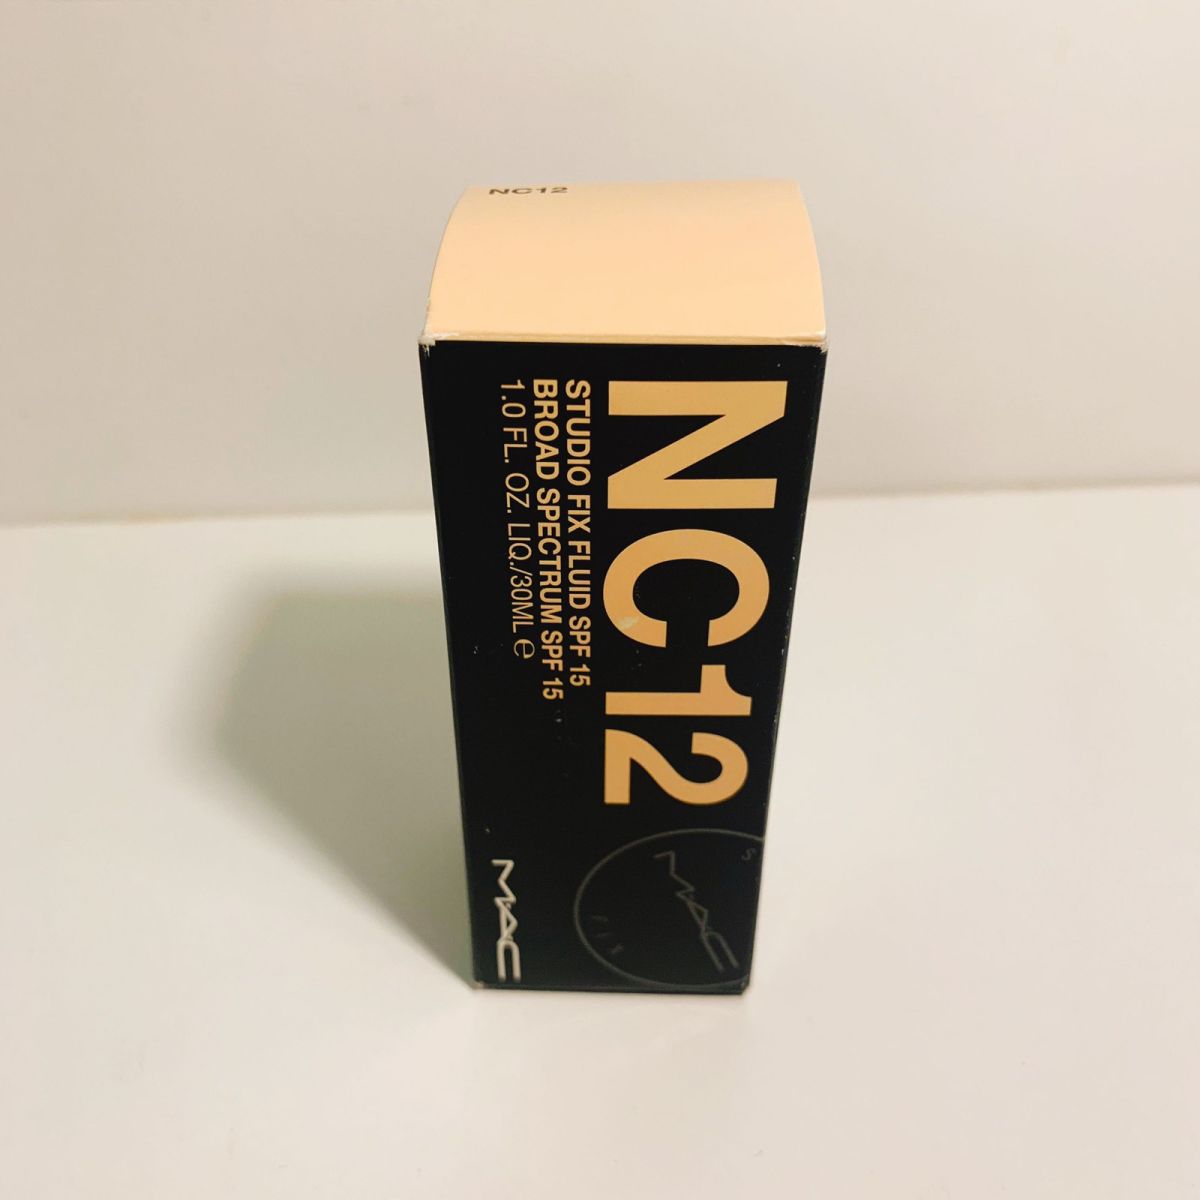 NC12
NC12
STUDIO FIX FLUID SPF 15
BROAD SPECTRUM SPF 15
1.0 FL. OZ. LIQ./30ML ℮
MAC
S
MAC
FIX